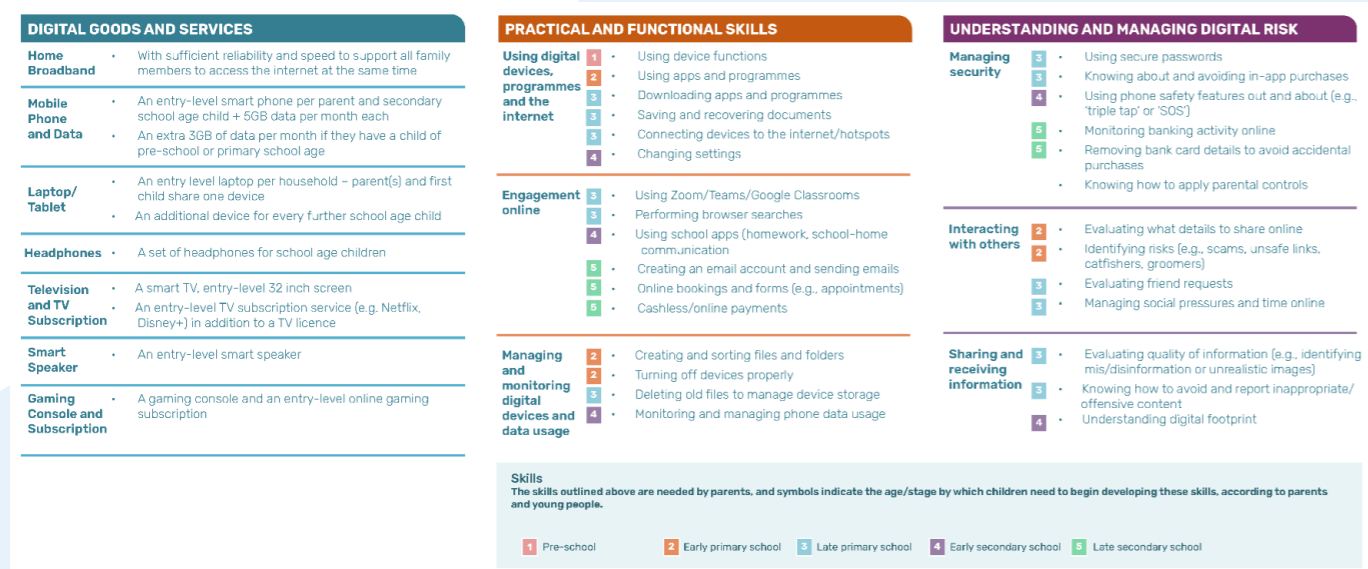 DIGITAL GOODS AND SERVICES
Home Broadband
• With sufficient reliability and speed to support all family
members to access the internet at the same time
Mobile Phone and Data
• An entry-level smart phone per parent and secondary
school age child + 5GB data per month each
• An extra 3GB of data per month if they have a child of
pre-school or primary school age
Laptop/ Tablet
• An entry level laptop per household – parent(s) and first
child share one device
• An additional device for every further school age child
Headphones
• A set of headphones for school age children
Television and TV Subscription
• A smart TV, entry-level 32 inch screen
• An entry-level TV subscription service (e.g. Netflix,
Disney+) in addition to a TV licence
Smart Speaker
• An entry-level smart speaker
Gaming Console and Subscription
• A gaming console and an entry-level online gaming
subscription
PRACTICAL AND FUNCTIONAL SKILLS
Using digital devices, programmes and the internet
1 • Using device functions
2 • Using apps and programmes
3 • Downloading apps and programmes
3 • Saving and recovering documents
3 • Connecting devices to the internet/hotspots
4 • Changing settings
Engagement online
3 • Using Zoom/Teams/Google Classrooms
3 • Performing browser searches
4 • Using school apps (homework, school-home
communication
5 • Creating an email account and sending emails
5 • Online bookings and forms (e.g., appointments)
5 • Cashless/online payments
Managing and monitoring digital devices and data usage
2 • Creating and sorting files and folders
2 • Turning off devices properly
3 • Deleting old files to manage device storage
4 • Monitoring and managing phone data usage
UNDERSTANDING AND MANAGING DIGITAL RISK
Managing security
3 • Using secure passwords
3 • Knowing about and avoiding in-app purchases
4 • Using phone safety features out and about (e.g.,
'triple tap' or 'SOS')
5 • Monitoring banking activity online
5 • Removing bank card details to avoid accidental
purchases
• Knowing how to apply parental controls
Interacting with others
2 • Evaluating what details to share online
2 • Identifying risks (e.g., scams, unsafe links,
catfishers, groomers)
3 • Evaluating friend requests
3 • Managing social pressures and time online
Sharing and receiving information
3 • Evaluating quality of information (e.g., identifying
mis/disinformation or unrealistic images)
3 • Knowing how to avoid and report inappropriate/
offensive content
4 • Understanding digital footprint
Skills
The skills outlined above are needed by parents, and symbols indicate the age/stage by which children need to begin developing these skills, according to parents
and young people.
1 Pre-school 2 Early primary school 3 Late primary school 4 Early secondary school 5 Late secondary school